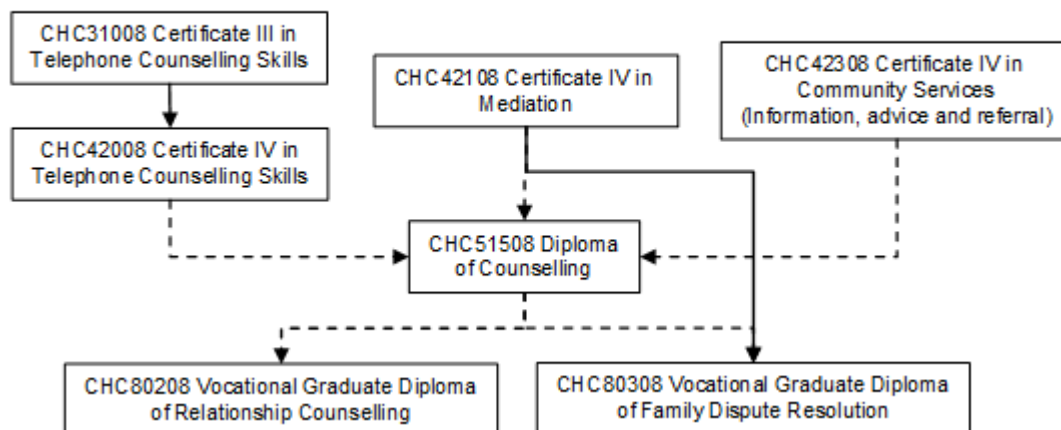 CHC31008 Certificate III in
Telephone Counselling Skills
CHC42108 Certificate IV in
Mediation
CHC42308 Certificate IV in
Community Services
(Information, advice and referral)
CHC42008 Certificate IV in
Telephone Counselling Skills
CHC51508 Diploma
of Counselling
CHC80208 Vocational Graduate Diploma
of Relationship Counselling
CHC80308 Vocational Graduate Diploma
of Family Dispute Resolution